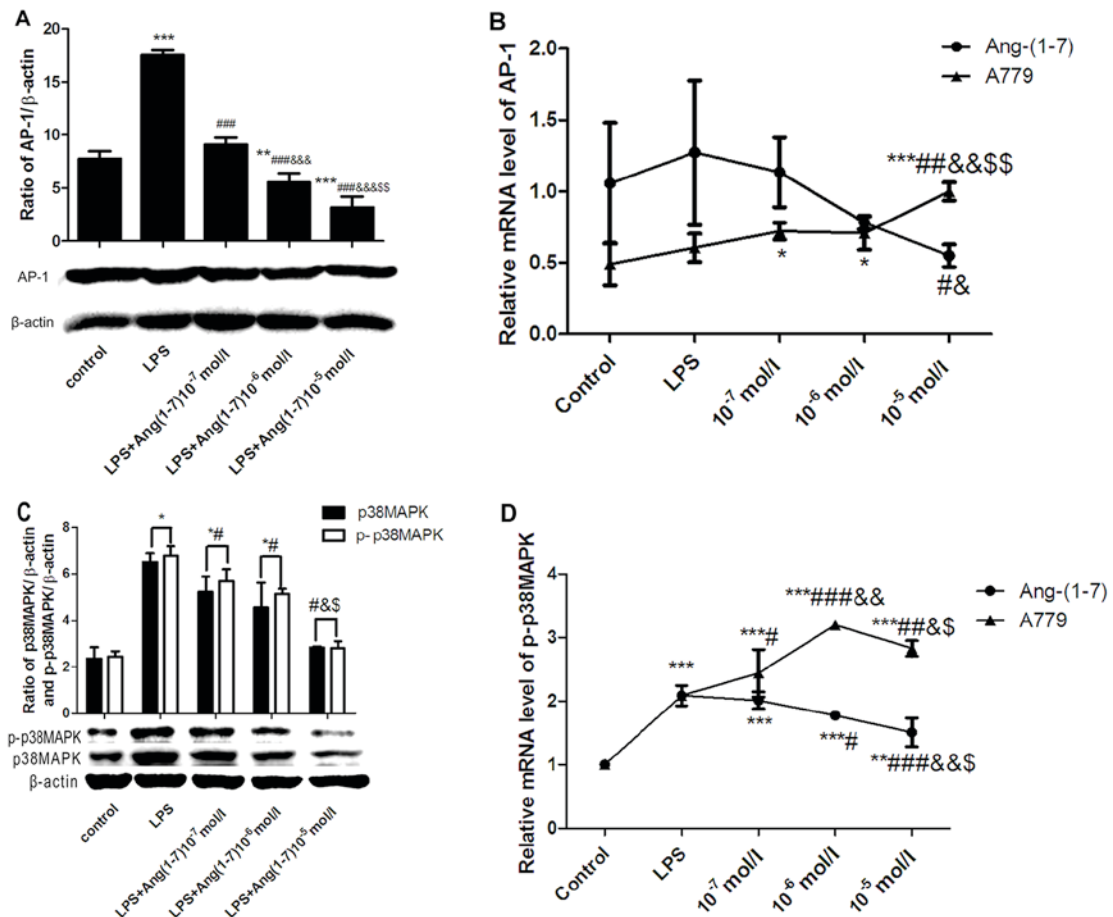 A
Ratio of AP-1/β-actin
20
15
10
5
0
***
###
**###&&&
***###&&&$$
AP-1
β-actin
control
LPS
LPS+Ang(1-7)10⁻⁷ mol/l
LPS+Ang(1-7)10⁻⁶ mol/l
LPS+Ang(1-7)10⁻⁵ mol/l
B
Relative mRNA level of AP-1
2.0
1.5
1.0
0.5
0.0
Ang-(1-7)
A779
***##&&$$
*
*
#&
Control
LPS
10⁻⁷ mol/l
10⁻⁶ mol/l
10⁻⁵ mol/l
C
Ratio of p38MAPK/β-actin
and p-p38MAPK/β-actin
8
6
4
2
0
p38MAPK
p- p38MAPK
*
*#
*#
#&$
p-p38MAPK
p38MAPK
β-actin
control
LPS
LPS+Ang(1-7)10⁻⁷ mol/l
LPS+Ang(1-7)10⁻⁶ mol/l
LPS+Ang(1-7)10⁻⁵ mol/l
D
Relative mRNA level of p-p38MAPK
4
3
2
1
0
Ang-(1-7)
A779
***
***#
***###&&
***##&$
***
***#
**###&&$
Control
LPS
10⁻⁷ mol/l
10⁻⁶ mol/l
10⁻⁵ mol/l